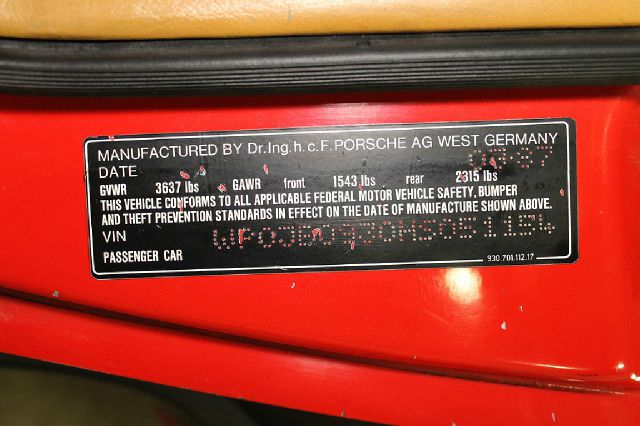 MANUFACTURED BY Dr.Ing.h.c.F.PORSCHE AG WEST GERMANY
DATE
GVWR 3637 lbs GAWR front 1543 lbs rear 2315 lbs
THIS VEHICLE CONFORMS TO ALL APPLICABLE FEDERAL MOTOR VEHICLE SAFETY, BUMPER
AND THEFT PREVENTION STANDARDS IN EFFECT ON THE DATE OF MANUFACTURE SHOWN ABOVE.
VIN WP0JB0930HS051154
PASSENGER CAR 930.701.112.17